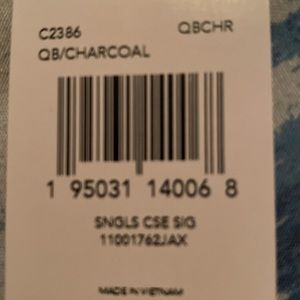 C2386 QBCHR
QB/CHARCOAL
1 95031 14006 8
SNGLS CSE SIG
11001762JAX
MADE IN VIETNAM